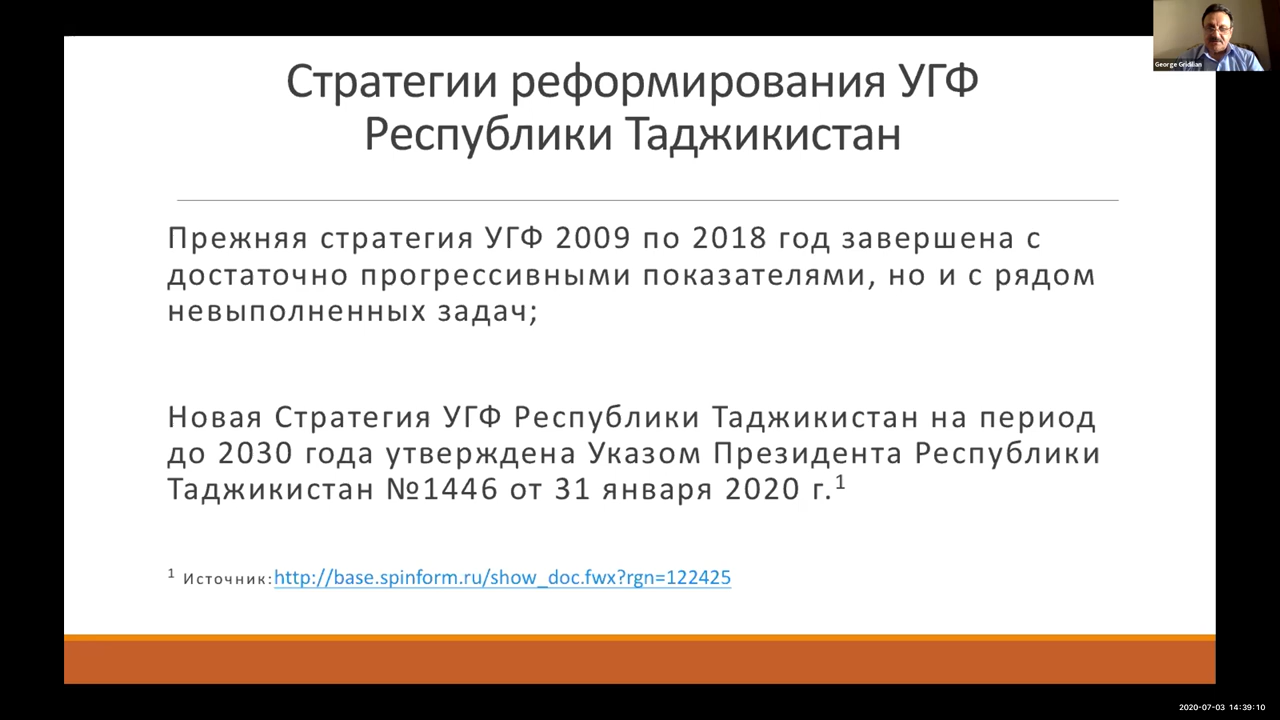 George Gridilian
Стратегии реформирования УГФ
Республики Таджикистан
Прежняя стратегия УГФ 2009 по 2018 год завершена с
достаточно прогрессивными показателями, но и с рядом
невыполненных задач;
Новая Стратегия УГФ Республики Таджикистан на период
до 2030 года утверждена Указом Президента Республики
Таджикистан №1446 от 31 января 2020 г.¹
¹ Источник:http://base.spinform.ru/show_doc.fwx?rgn=122425
2020-07-03 14:39:10